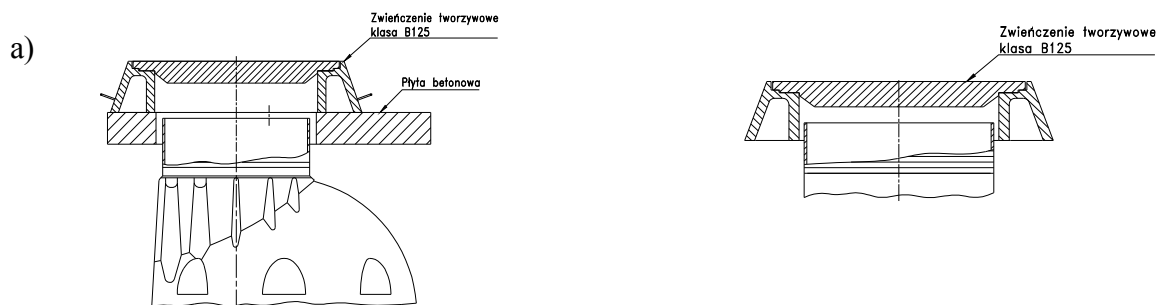 a)
Zwieńczenie tworzywowe
klasa B125
Płyta betonowa
Zwieńczenie tworzywowe
klasa B125